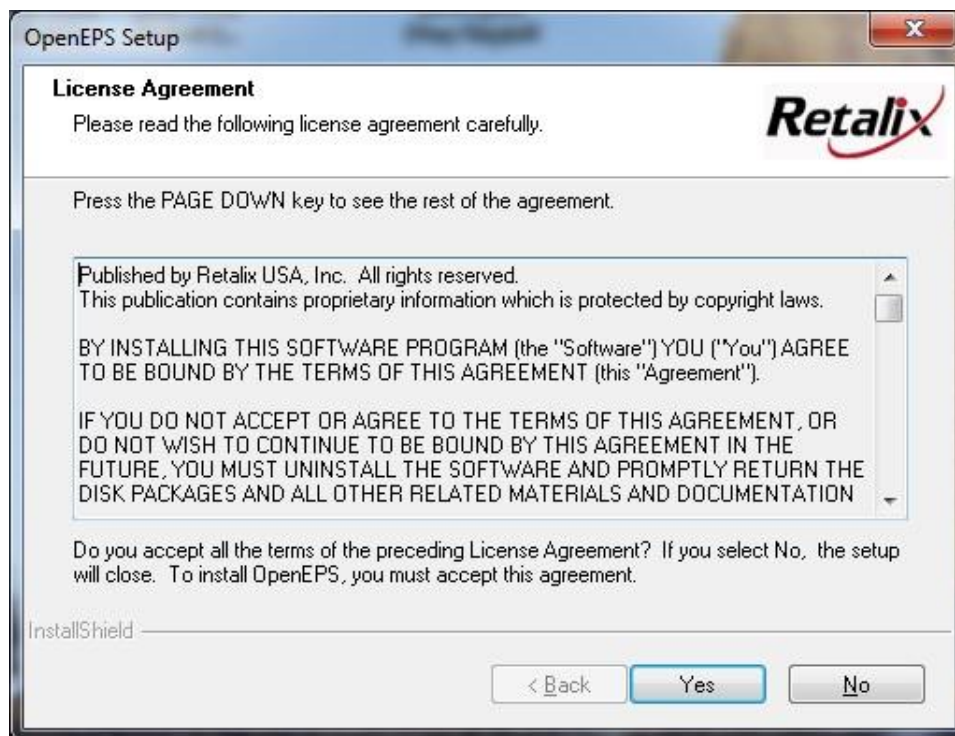 OpenEPS Setup
License Agreement
Please read the following license agreement carefully.
Retalix
Press the PAGE DOWN key to see the rest of the agreement.
Published by Retalix USA, Inc.  All rights reserved.
This publication contains proprietary information which is protected by copyright laws.
BY INSTALLING THIS SOFTWARE PROGRAM (the "Software") YOU ("You") AGREE
TO BE BOUND BY THE TERMS OF THIS AGREEMENT (this "Agreement").
IF YOU DO NOT ACCEPT OR AGREE TO THE TERMS OF THIS AGREEMENT, OR
DO NOT WISH TO CONTINUE TO BE BOUND BY THIS AGREEMENT IN THE
FUTURE, YOU MUST UNINSTALL THE SOFTWARE AND PROMPTLY RETURN THE
DISK PACKAGES AND ALL OTHER RELATED MATERIALS AND DOCUMENTATION
Do you accept all the terms of the preceding License Agreement?  If you select No,  the setup
will close.  To install OpenEPS, you must accept this agreement.
InstallShield
< Back
Yes
No